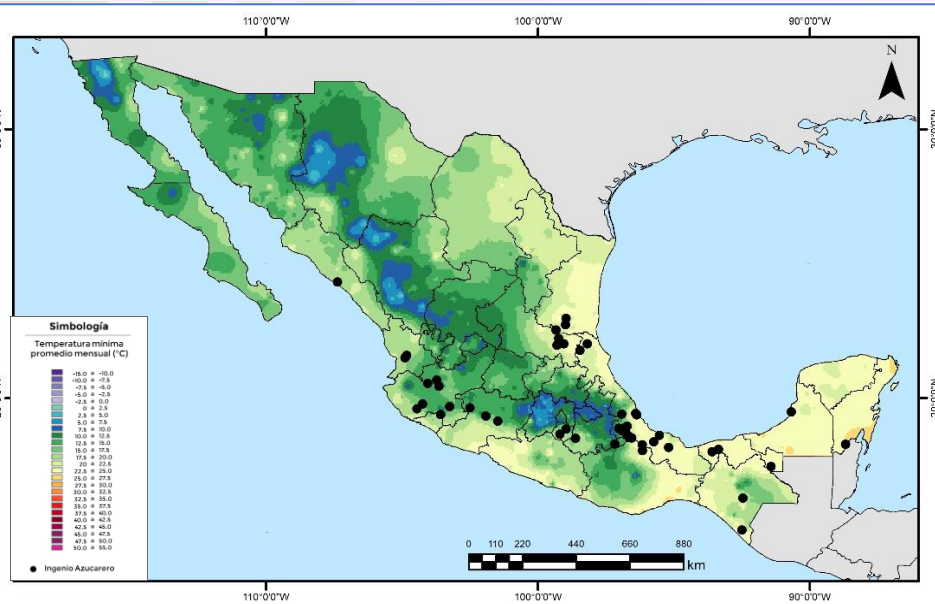 110°0'0"W
100°0'0"W
90°0'0"W
N
30°0'0"N
Simbología
Temperatura mínima
promedio mensual (°C)
-15.0 a -10.0
-10.0 a -7.5
-7.5 a -5.0
-5.0 a -2.5
-2.5 a 0.0
0 a 2.5
2.5 a 5.0
5.0 a 7.5
7.5 a 10.0
10.0 a 12.5
12.5 a 15.0
15.0 a 17.5
17.5 a 20.0
20 a 22.5
22.5 a 25.0
25.0 a 27.5
27.5 a 30.0
30.0 a 32.5
32.5 a 35.0
35.0 a 37.5
37.5 a 40.0
40.0 a 42.5
42.5 a 45.0
45.0 a 47.5
47.5 a 50.0
50.0 a 55.0
Ingenio Azucarero
0 110 220 440 660 880
km
110°0'0"W
100°0'0"W
90°0'0"W